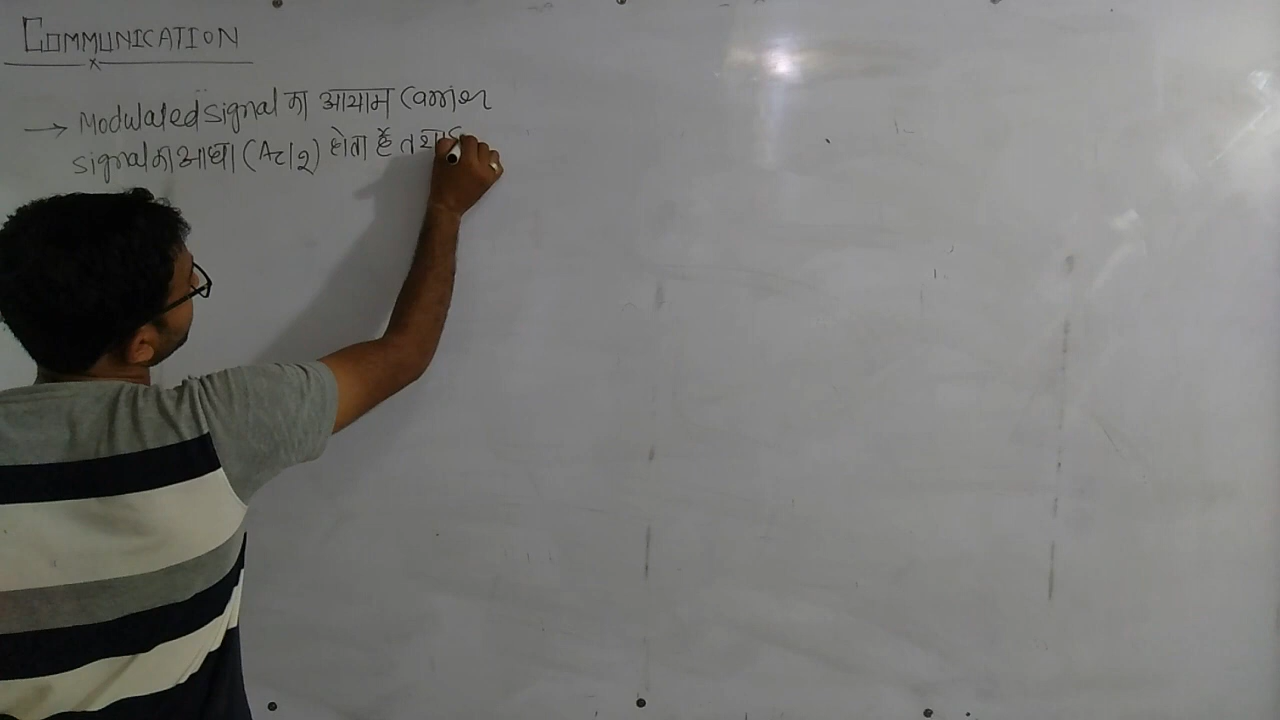 COMMUNICATION
→ Modulated signal का आयाम Carrier
signal का आधा (Ac/2) होता हैं तथा